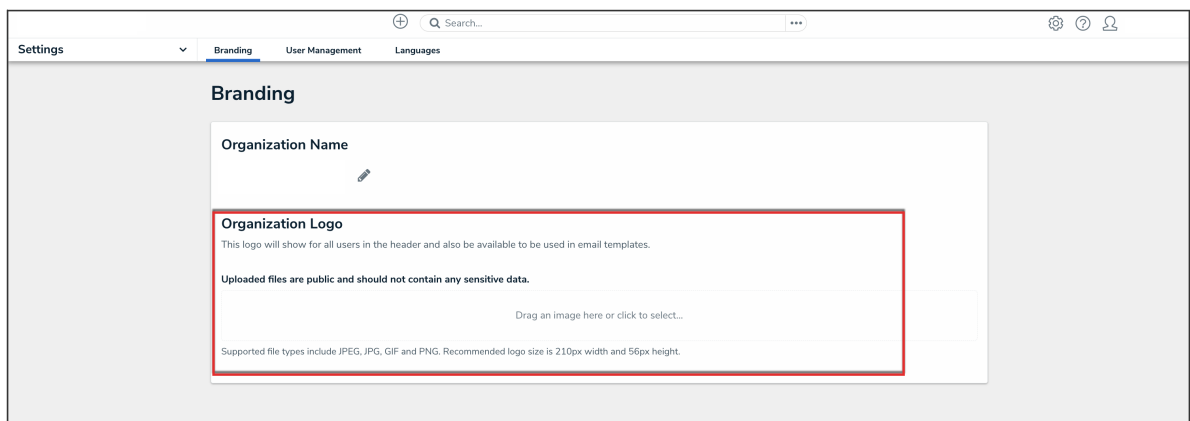 Search...
Settings
Branding User Management Languages
Branding
Organization Name
Organization Logo
This logo will show for all users in the header and also be available to be used in email templates.
Uploaded files are public and should not contain any sensitive data.
Drag an image here or click to select...
Supported file types include JPEG, JPG, GIF and PNG. Recommended logo size is 210px width and 56px height.